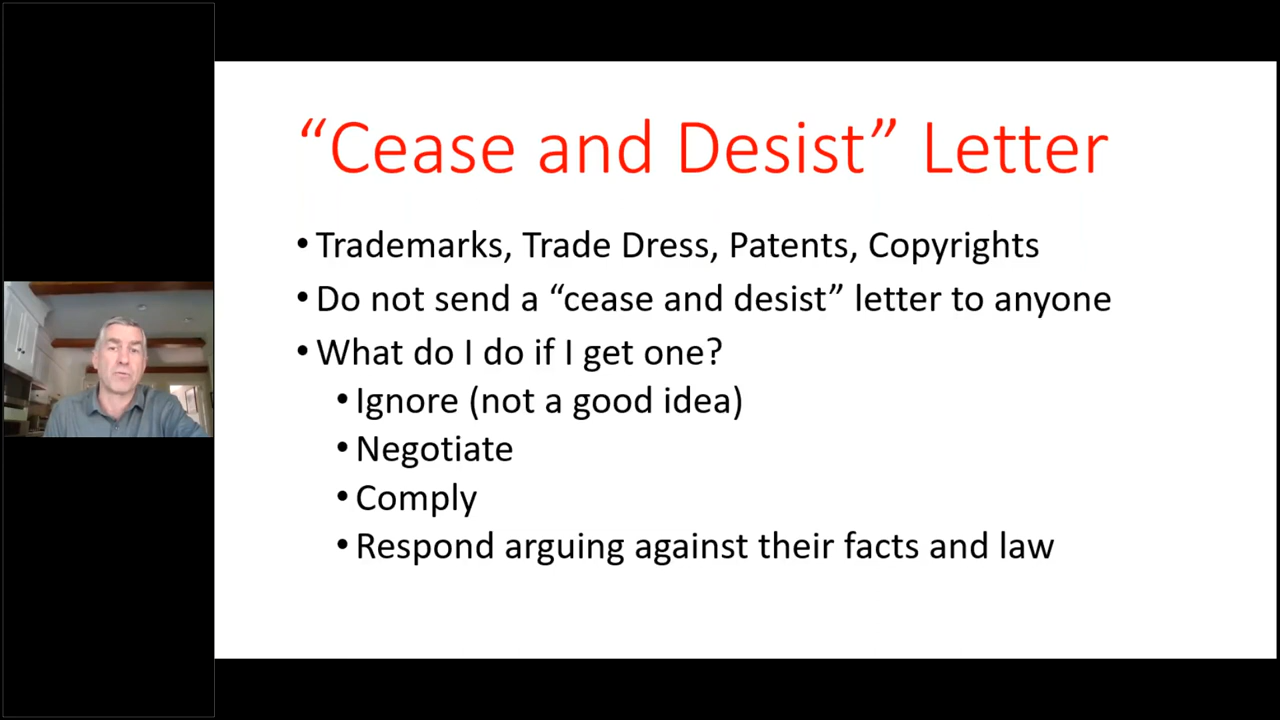 “Cease and Desist” Letter
• Trademarks, Trade Dress, Patents, Copyrights
• Do not send a “cease and desist” letter to anyone
• What do I do if I get one?
• Ignore (not a good idea)
• Negotiate
• Comply
• Respond arguing against their facts and law